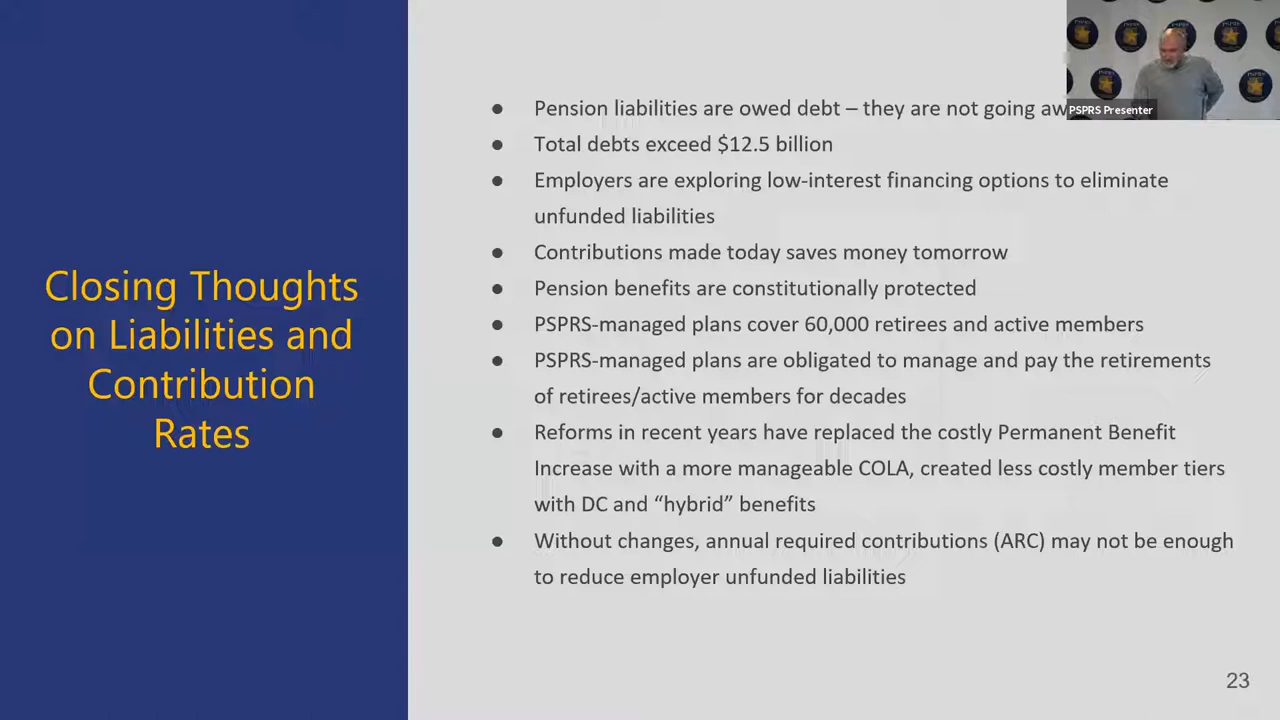 Closing Thoughts
on Liabilities and
Contribution
Rates
● Pension liabilities are owed debt – they are not going aw
● Total debts exceed $12.5 billion
● Employers are exploring low-interest financing options to eliminate
unfunded liabilities
● Contributions made today saves money tomorrow
● Pension benefits are constitutionally protected
● PSPRS-managed plans cover 60,000 retirees and active members
● PSPRS-managed plans are obligated to manage and pay the retirements
of retirees/active members for decades
● Reforms in recent years have replaced the costly Permanent Benefit
Increase with a more manageable COLA, created less costly member tiers
with DC and “hybrid” benefits
● Without changes, annual required contributions (ARC) may not be enough
to reduce employer unfunded liabilities
PSPRS Presenter
23